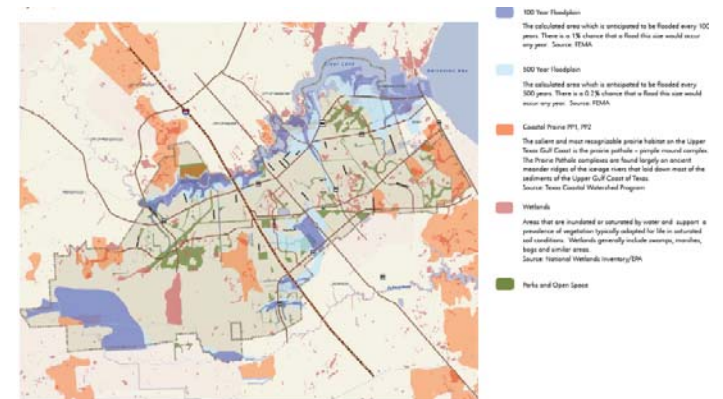 100 Year Floodplain
The calculated area which is anticipated to be flooded every 100
years. There is a 1% chance that a flood this size would occur
any year. Source: FEMA
500 Year Floodplain
The calculated area which is anticipated to be flooded every
500 years. There is a 0.2% chance that a flood this size would
occur any year. Source: FEMA
Coastal Prairie PP1, PP2
The salient and most recognizable prairie habitat on the Upper
Texas Gulf Coast is the prairie pothole – pimple mound complex.
The Prairie Pothole complexes are found largely on ancient
meander ridges of the ice-age rivers that laid down most of the
sediments of the Upper Gulf Coast of Texas.
Source: Texas Coastal Watershed Program
Wetlands
Areas that are inundated or saturated by water and support a
prevalence of vegetation typically adapted for life in saturated
soil conditions. Wetlands generally include swamps, marshes,
bogs and similar areas.
Source: National Wetlands Inventory/EPA
Parks and Open Space
CLEAR LAKE
GALVESTON BAY